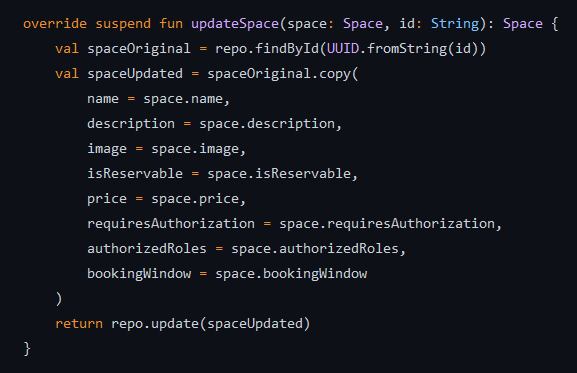 override suspend fun updateSpace(space: Space, id: String): Space {
    val spaceOriginal = repo.findById(UUID.fromString(id))
    val spaceUpdated = spaceOriginal.copy(
        name = space.name,
        description = space.description,
        image = space.image,
        isReservable = space.isReservable,
        price = space.price,
        requiresAuthorization = space.requiresAuthorization,
        authorizedRoles = space.authorizedRoles,
        bookingWindow = space.bookingWindow
    )
    return repo.update(spaceUpdated)
}